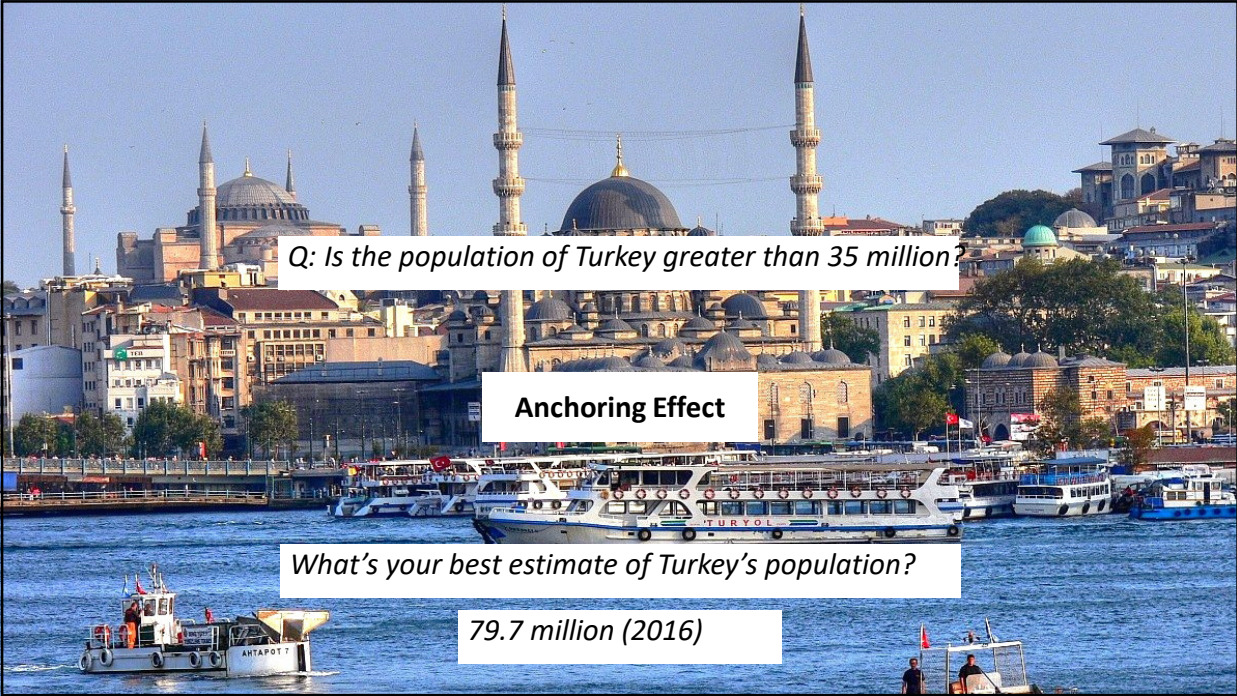 Q: Is the population of Turkey greater than 35 million?
TEB
Anchoring Effect
TURYOL
What’s your best estimate of Turkey’s population?
79.7 million (2016)
AHTAPOT 7